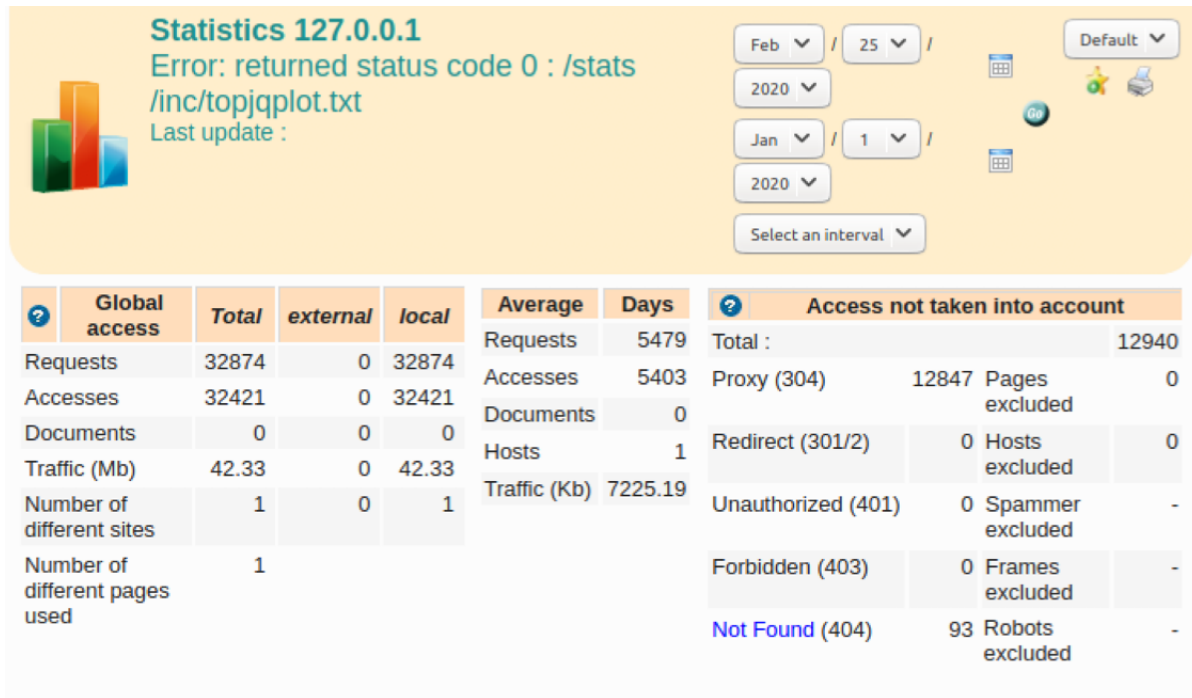 Statistics 127.0.0.1
Error: returned status code 0 : /stats
/inc/topjqplot.txt
Last update :
Feb / 25 /
2020
Jan / 1 /
2020
Select an interval
Go
Default
? Global access Total external local
Requests 32874 0 32874
Accesses 32421 0 32421
Documents 0 0 0
Traffic (Mb) 42.33 0 42.33
Number of different sites 1 0 1
Number of different pages used 1
Average Days
Requests 5479
Accesses 5403
Documents 0
Hosts 1
Traffic (Kb) 7225.19
? Access not taken into account
Total : 12940
Proxy (304) 12847 Pages excluded 0
Redirect (301/2) 0 Hosts excluded 0
Unauthorized (401) 0 Spammer excluded -
Forbidden (403) 0 Frames excluded -
Not Found (404) 93 Robots excluded -